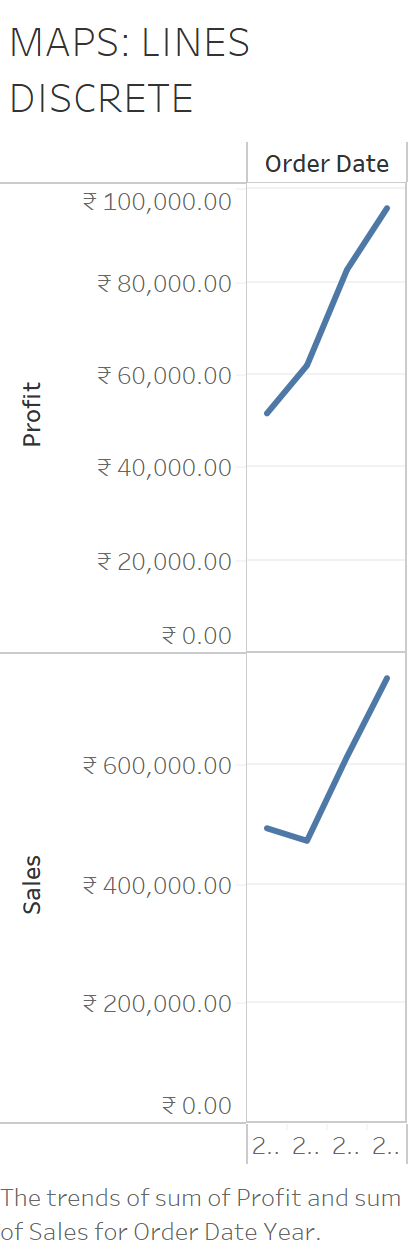 MAPS: LINES
DISCRETE
Order Date
₹ 100,000.00
₹ 80,000.00
₹ 60,000.00
Profit
₹ 40,000.00
₹ 20,000.00
₹ 0.00
₹ 600,000.00
Sales
₹ 400,000.00
₹ 200,000.00
₹ 0.00
2.. 2.. 2.. 2..
The trends of sum of Profit and sum
of Sales for Order Date Year.